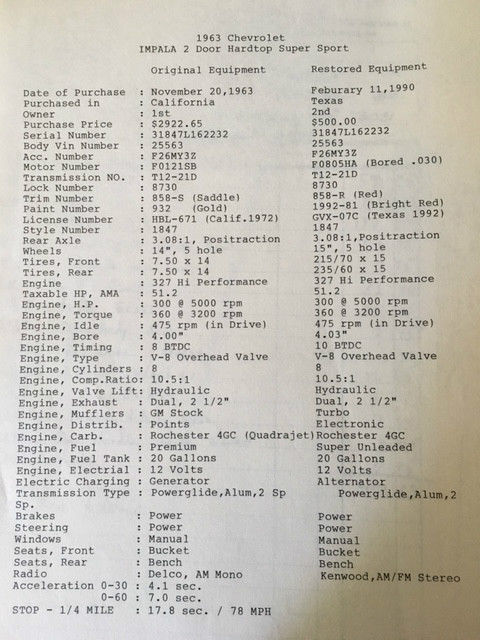 1963 Chevrolet
IMPALA 2 Door Hardtop Super Sport
Original Equipment Restored Equipment
Date of Purchase : November 20,1963 Feburary 11,1990
Purchased in : California Texas
Owner : 1st 2nd
Purchase Price : $2922.65 $500.00
Serial Number : 31847L162232 31847L162232
Body Vin Number : 25563 25563
Acc. Number : F26MY3Z F26MY3Z
Motor Number : F0121SB F0805HA (Bored .030)
Transmission NO. : T12-21D T12-21D
Lock Number : 8730 8730
Trim Number : 858-S (Saddle) 858-R (Red)
Paint Number : 932 (Gold) 1992-81 (Bright Red)
License Number : HBL-671 (Calif.1972) GVX-07C (Texas 1992)
Style Number : 1847 1847
Rear Axle : 3.08:1, Positraction 3.08:1,Positraction
Wheels : 14", 5 hole 15", 5 hole
Tires, Front : 7.50 x 14 215/70 x 15
Tires, Rear : 7.50 x 14 235/60 x 15
Engine : 327 Hi Performance 327 Hi Performance
Taxable HP, AMA : 51.2 51.2
Engine, H.P. : 300 @ 5000 rpm 300 @ 5000 rpm
Engine, Torque : 360 @ 3200 rpm 360 @ 3200 rpm
Engine, Idle : 475 rpm (in Drive) 475 rpm (in Drive)
Engine, Bore : 4.00" 4.03"
Engine, Timing : 8 BTDC 10 BTDC
Engine, Type : V-8 Overhead Valve V-8 Overhead Valve
Engine, Cylinders : 8 8
Engine, Comp.Ratio: 10.5:1 10.5:1
Engine, Valve Lift: Hydraulic Hydraulic
Engine, Exhaust : Dual, 2 1/2" Dual, 2 1/2"
Engine, Mufflers : GM Stock Turbo
Engine, Distrib. : Points Electronic
Engine, Carb. : Rochester 4GC (Quadrajet)Rochester 4GC
Engine, Fuel : Premium Super Unleaded
Engine, Fuel Tank : 20 Gallons 20 Gallons
Engine, Electrial : 12 Volts 12 Volts
Electric Charging : Generator Alternator
Transmission Type : Powerglide,Alum,2 Sp Powerglide,Alum,2
Sp.
Brakes : Power Power
Steering : Power Power
Windows : Manual Manual
Seats, Front : Bucket Bucket
Seats, Rear : Bench Bench
Radio : Delco, AM Mono Kenwood,AM/FM Stereo
Acceleration 0-30 : 4.1 sec.
0-60 : 7.0 sec.
STOP - 1/4 MILE : 17.8 sec. / 78 MPH